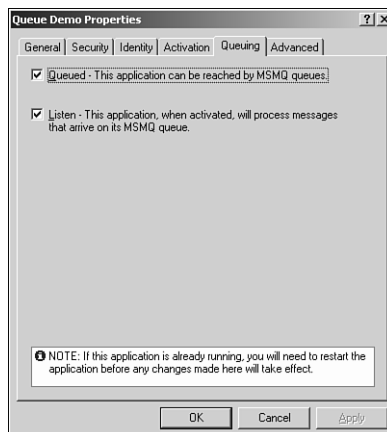 Queue Demo Properties
General Security Identity Activation Queuing Advanced
Queued - This application can be reached by MSMQ queues.
Listen - This application, when activated, will process messages
that arrive on its MSMQ queue.
NOTE: If this application is already running, you will need to restart the
application before any changes made here will take effect.
OK Cancel Apply